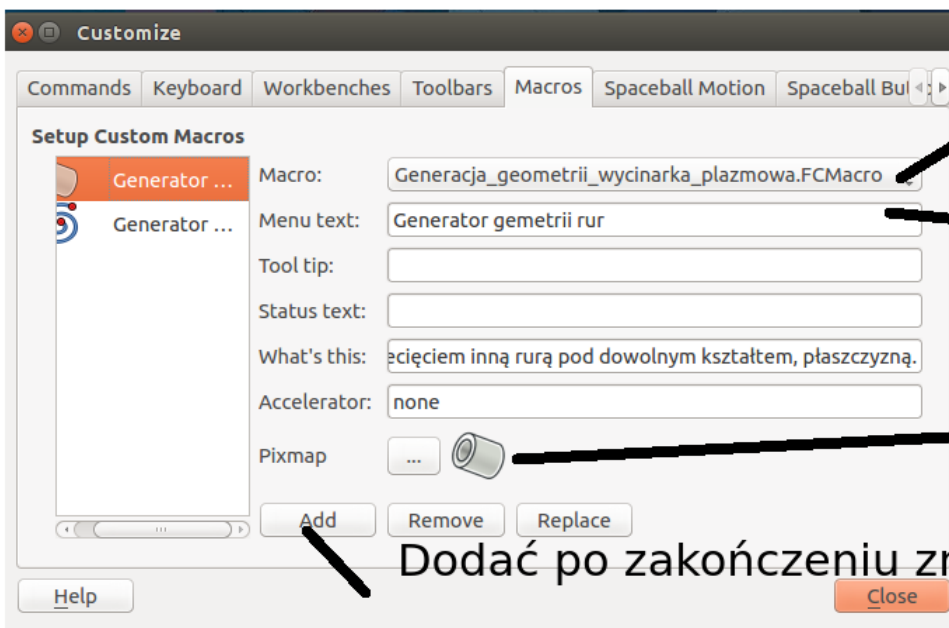 Customize
Commands Keyboard Workbenches Toolbars Macros Spaceball Motion Spaceball
Setup Custom Macros
Generator ...
Generator ...
Macro: Generacja_geometrii_wycinarka_plazmowa.FCMacro
Menu text: Generator gemetrii rur
Tool tip:
Status text:
What's this: ecięciem inną rurą pod dowolnym kształtem, płaszczyzną.
Accelerator: none
Pixmap ...
Add Remove Replace
Dodać po zakończeniu
Help Close